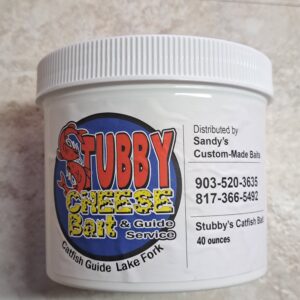 STUBBY
CHEESE
Bait & Guide
Service
Catfish Guide Lake Fork
Distributed by
Sandy's
Custom-Made Baits
903-520-3635
817-366-5492
Stubby's Catfish Bait
40 ounces